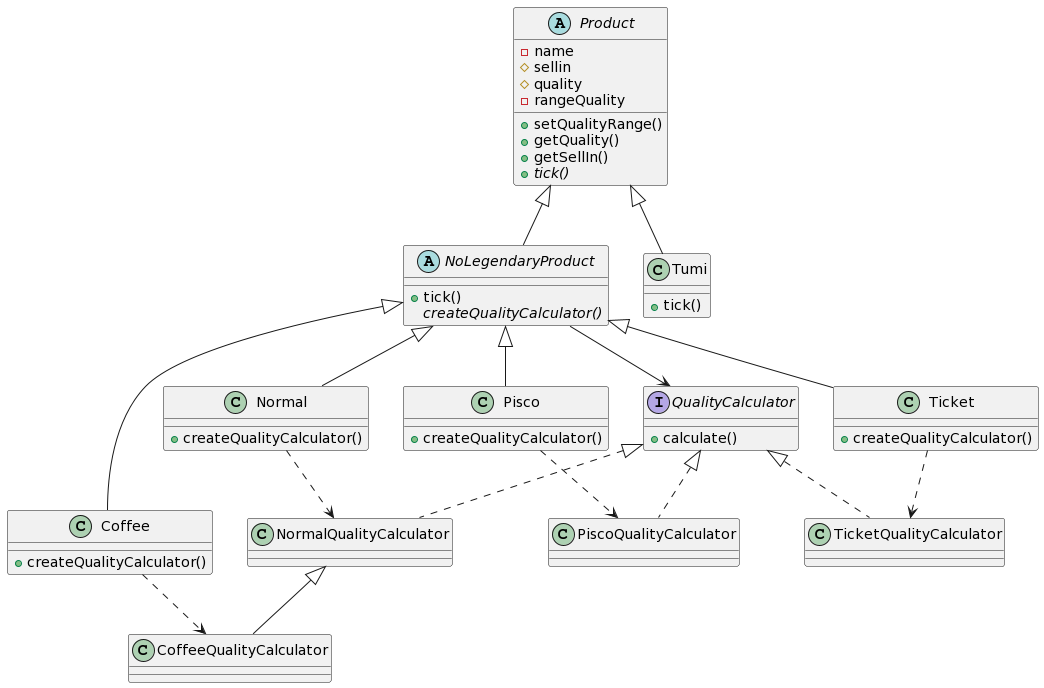 A Product
name
sellin
quality
rangeQuality
setQualityRange()
getQuality()
getSellIn()
tick()
A NoLegendaryProduct
tick()
createQualityCalculator()
C Tumi
tick()
C Normal
createQualityCalculator()
C Pisco
createQualityCalculator()
I QualityCalculator
calculate()
C Ticket
createQualityCalculator()
C Coffee
createQualityCalculator()
C NormalQualityCalculator
C PiscoQualityCalculator
C TicketQualityCalculator
C CoffeeQualityCalculator